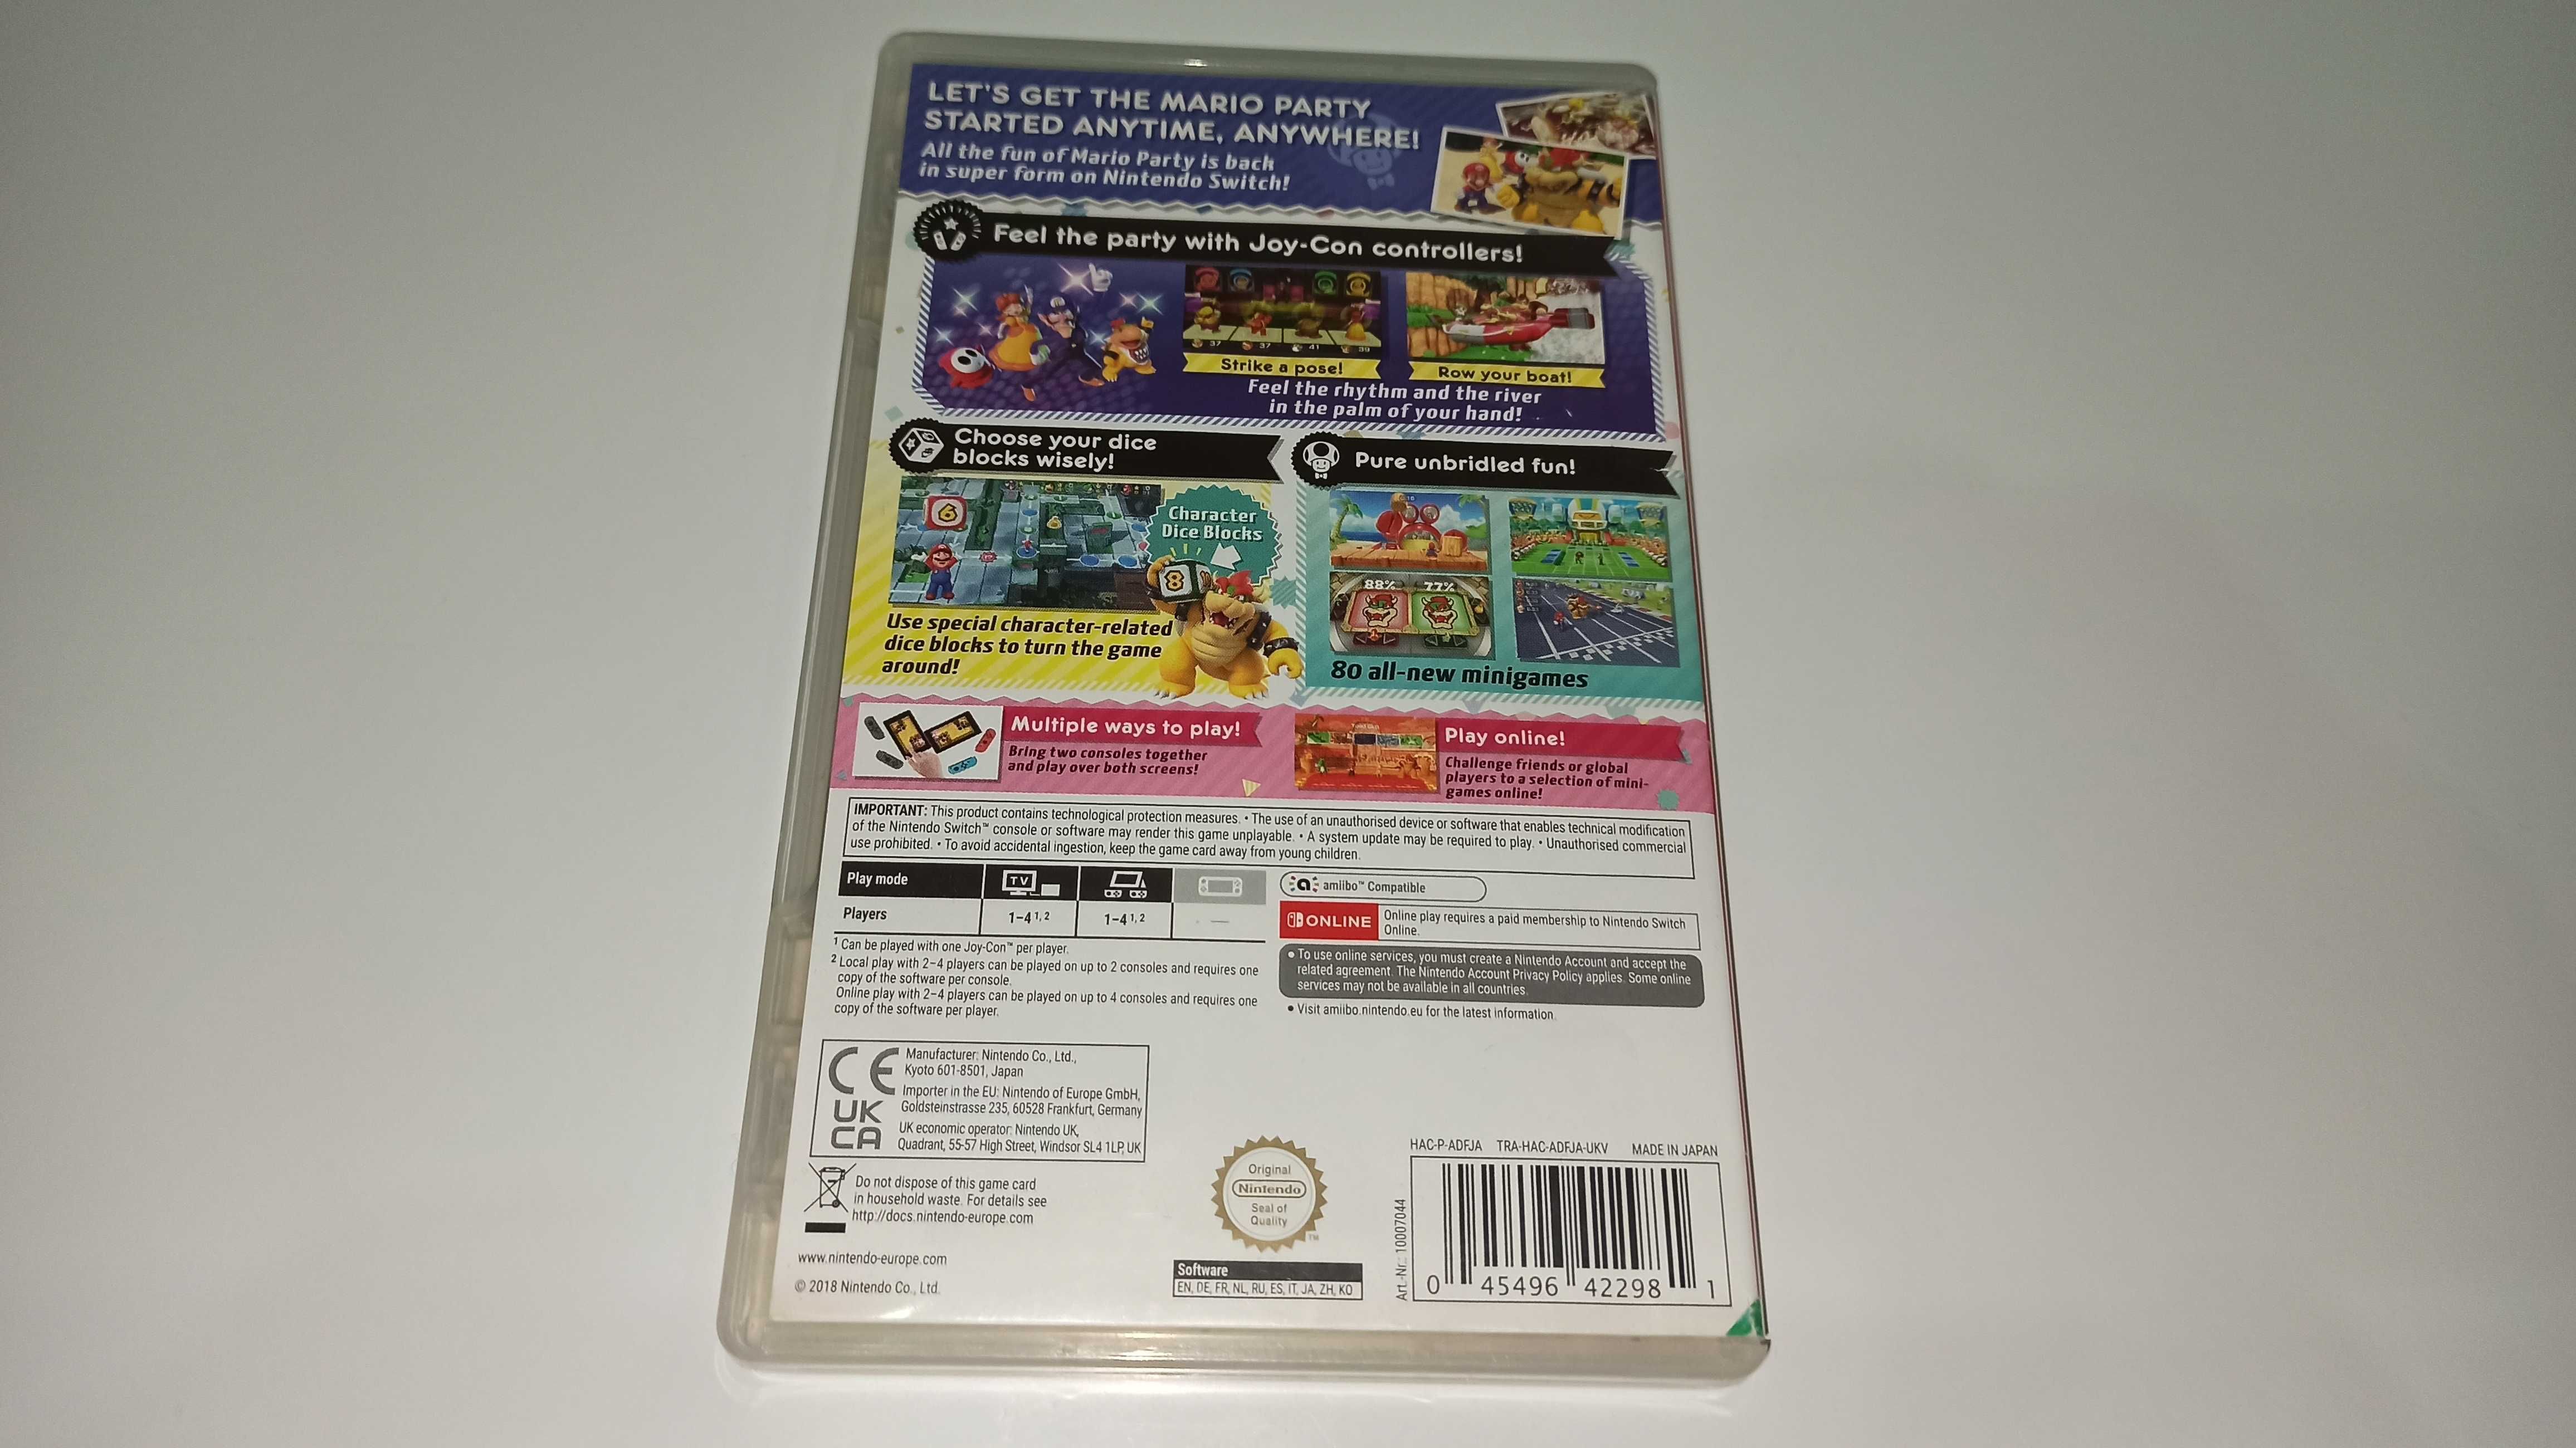 LET'S GET THE MARIO PARTY
STARTED ANYTIME, ANYWHERE!
All the fun of Mario Party is back
in super form on Nintendo Switch!
Feel the party with Joy-Con controllers!
37 37 41 39
Strike a pose!
Row your boat!
Feel the rhythm and the river
in the palm of your hand!
Choose your dice
blocks wisely!
6
Character
Dice Blocks
8
Use special character-related
dice blocks to turn the game
around!
Pure unbridled fun!
88% 77%
80 all-new minigames
Multiple ways to play!
Bring two consoles together
and play over both screens!
Play online!
Challenge friends or global
players to a selection of mini-
games online!
IMPORTANT: This product contains technological protection measures. • The use of an unauthorised device or software that enables technical modification
of the Nintendo Switch™ console or software may render this game unplayable. • A system update may be required to play. • Unauthorised commercial
use prohibited. • To avoid accidental ingestion, keep the game card away from young children.
Play mode TV
Players 1–4 1, 2 1–4 1, 2 —
1 Can be played with one Joy-Con™ per player.
2 Local play with 2–4 players can be played on up to 2 consoles and requires one
copy of the software per console.
Online play with 2–4 players can be played on up to 4 consoles and requires one
copy of the software per player.
amiibo™ Compatible
ONLINE
Online play requires a paid membership to Nintendo Switch
Online.
• To use online services, you must create a Nintendo Account and accept the
related agreement. The Nintendo Account Privacy Policy applies. Some online
services may not be available in all countries.
• Visit amiibo.nintendo.eu for the latest information.
CE
UK
CA
Manufacturer: Nintendo Co., Ltd.,
Kyoto 601-8501, Japan
Importer in the EU: Nintendo of Europe GmbH,
Goldsteinstrasse 235, 60528 Frankfurt, Germany
UK economic operator: Nintendo UK,
Quadrant, 55-57 High Street, Windsor SL4 1LP, UK
Do not dispose of this game card
in household waste. For details see
http://docs.nintendo-europe.com
www.nintendo-europe.com
© 2018 Nintendo Co., Ltd.
Original
Nintendo
Seal of
Quality
TM
Software
EN, DE, FR, NL, RU, ES, IT, JA, ZH, KO
HAC-P-ADFJA TRA-HAC-ADFJA-UKV MADE IN JAPAN
Art.-Nr.: 10007044
0 45496 42298 1